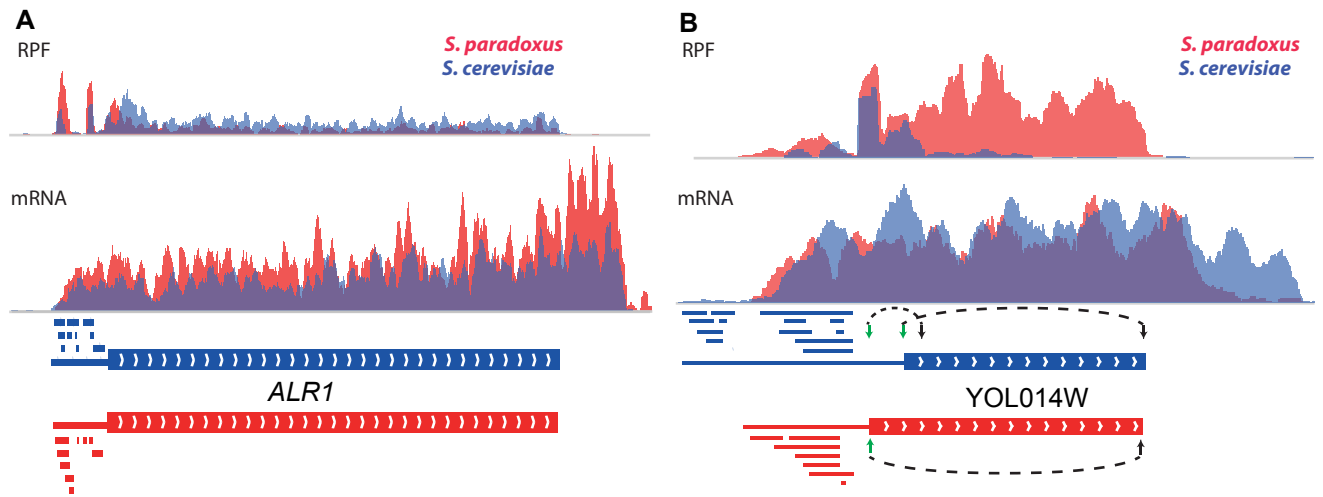 A
RPF
S. paradoxus
S. cerevisiae
mRNA
ALR1
B
RPF
S. paradoxus
S. cerevisiae
mRNA
YOL014W